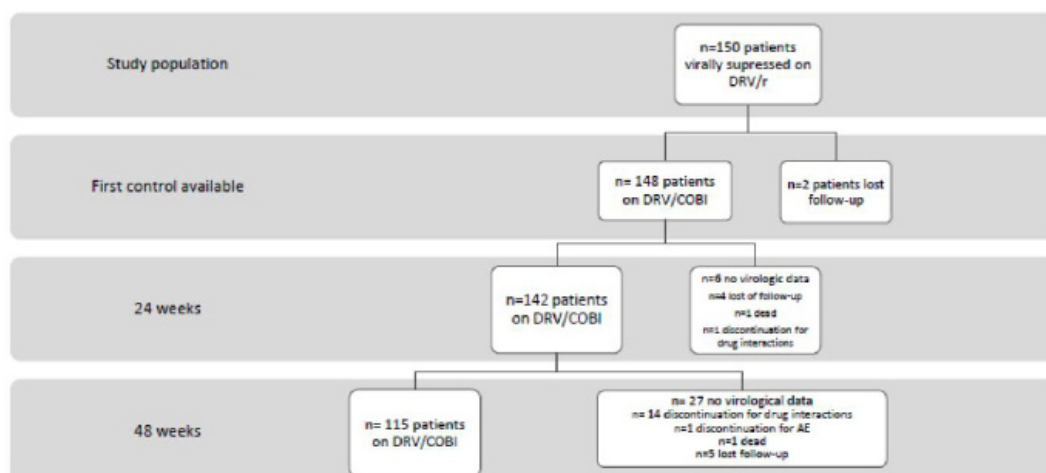 Study population
n=150 patients
virally supressed on
DRV/r
First control available
n= 148 patients
on DRV/COBI
n=2 patients lost
follow-up
24 weeks
n=142 patients
on DRV/COBI
n=6 no virologic data
n=4 lost of follow-up
n=1 dead
n=1 discontinuation for
drug interactions
48 weeks
n= 115 patients
on DRV/COBI
n= 27 no virological data
n= 14 discontinuation for drug interactions
n=1 discontinuation for AE
n=1 dead
n=5 lost follow-up